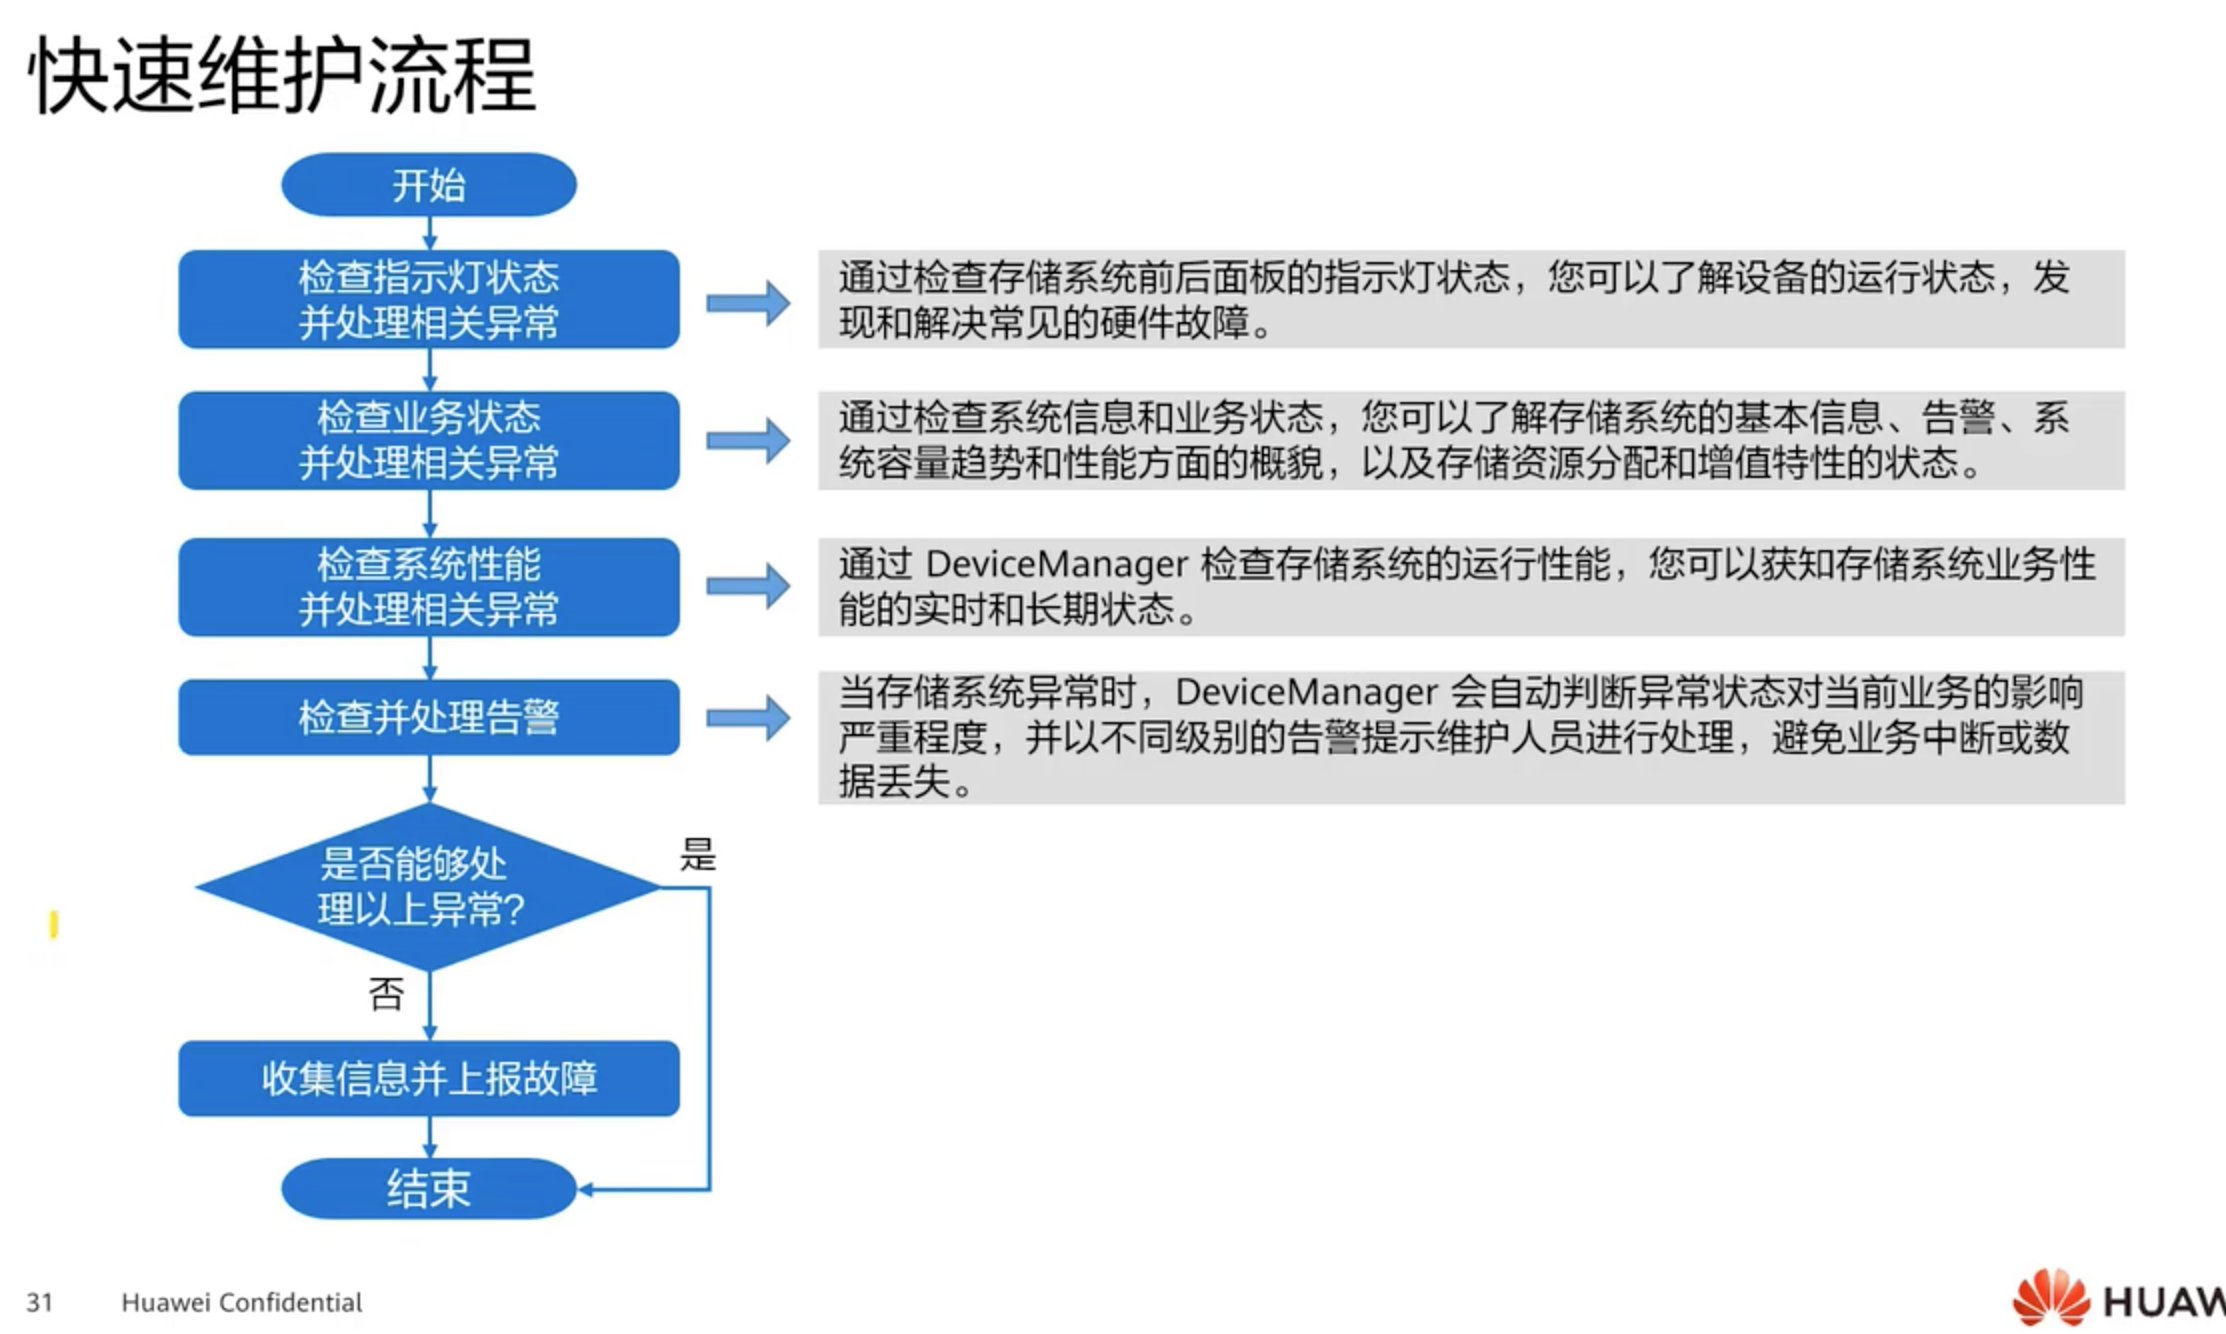 快速维护流程
开始
检查指示灯状态
并处理相关异常
通过检查存储系统前后面板的指示灯状态，您可以了解设备的运行状态，发
现和解决常见的硬件故障。
检查业务状态
并处理相关异常
通过检查系统信息和业务状态，您可以了解存储系统的基本信息、告警、系
统容量趋势和性能方面的概貌，以及存储资源分配和增值特性的状态。
检查系统性能
并处理相关异常
通过 DeviceManager 检查存储系统的运行性能，您可以获知存储系统业务性
能的实时和长期状态。
检查并处理告警
当存储系统异常时，DeviceManager 会自动判断异常状态对当前业务的影响
严重程度，并以不同级别的告警提示维护人员进行处理，避免业务中断或数
据丢失。
是否能够处
理以上异常?
是
否
收集信息并上报故障
结束
31 Huawei Confidential
HUAW